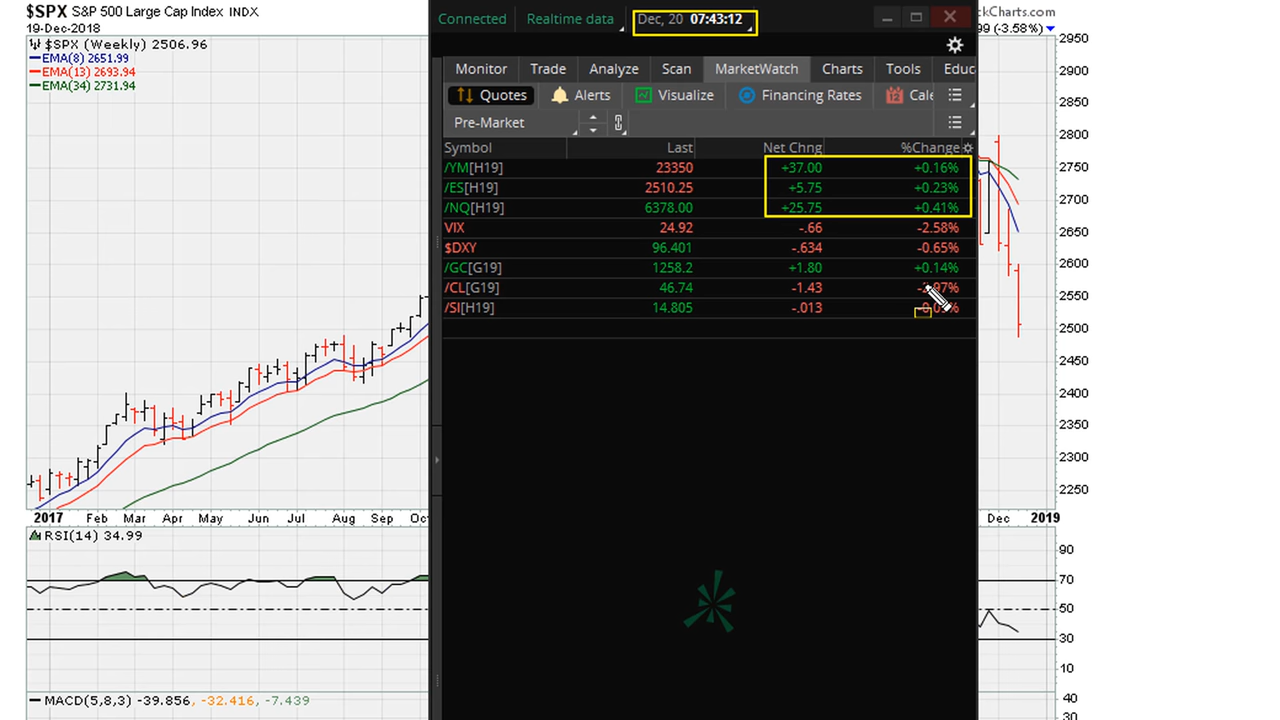 $SPX S&P 500 Large Cap Index INDX
19-Dec-2018
$SPX (Weekly) 2506.96
EMA(8) 2651.99
EMA(13) 2693.94
EMA(34) 2731.94
Connected Realtime data Dec, 20 07:43:12
ckCharts.com
99 (-3.58%)
Monitor Trade Analyze Scan MarketWatch Charts Tools Educ
Quotes Alerts Visualize Financing Rates 12 Cale
Pre-Market
Symbol Last Net Chng %Change
/YM[H19] 23350 +37.00 +0.16%
/ES[H19] 2510.25 +5.75 +0.23%
/NQ[H19] 6378.00 +25.75 +0.41%
VIX 24.92 -.66 -2.58%
$DXY 96.401 -.634 -0.65%
/GC[G19] 1258.2 +1.80 +0.14%
/CL[G19] 46.74 -1.43
/SI[H19] 14.805 -.013
2950
2900
2850
2800
2750
2700
2650
2600
2550
2500
2450
2400
2350
2300
2250
2017 Feb Mar Apr May Jun Jul Aug Sep Oct Dec 2019
RSI(14) 34.99
90
70
50
30
10
MACD(5,8,3) -39.856, -32.416, -7.439
40
30